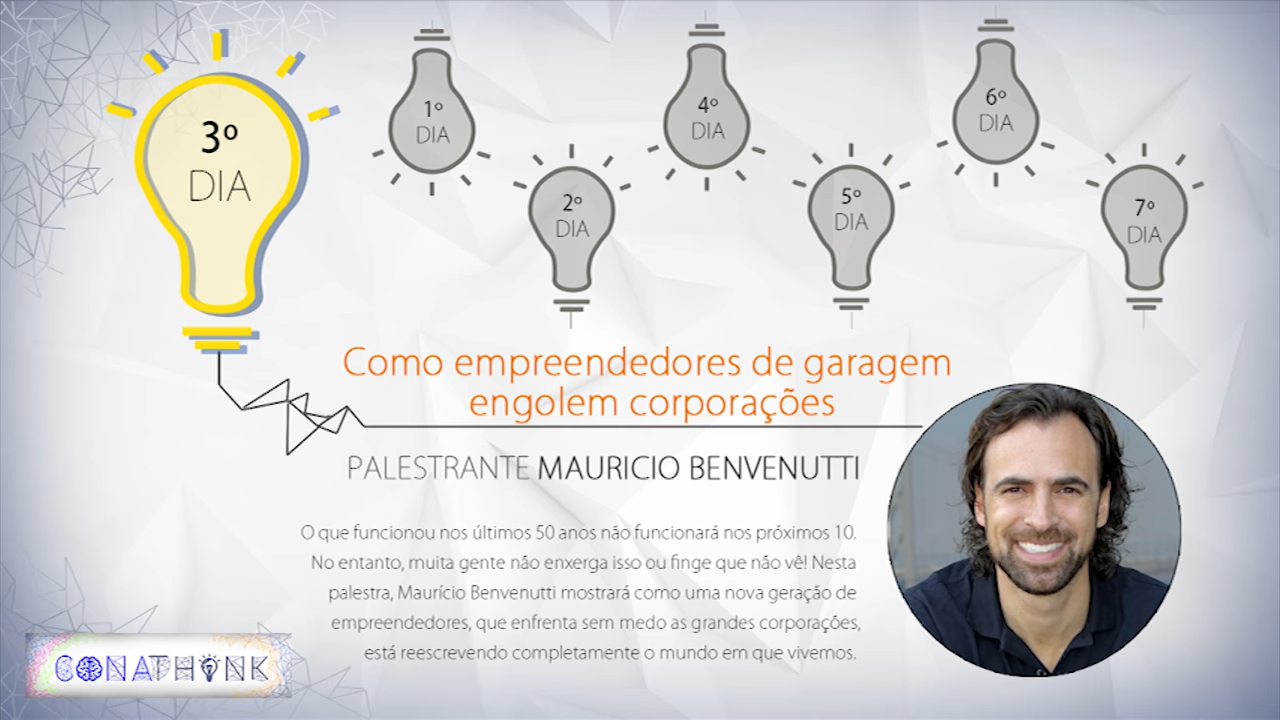 3º
DIA
1º
DIA
2º
DIA
4º
DIA
5º
DIA
6º
DIA
7º
DIA
Como empreendedores de garagem
engolem corporações
PALESTRANTE MAURICIO BENVENUTTI
O que funcionou nos últimos 50 anos não funcionará nos próximos 10.
No entanto, muita gente não enxerga isso ou finge que não vê! Nesta
palestra, Maurício Benvenutti mostrará como uma nova geração de
empreendedores, que enfrenta sem medo as grandes corporações,
está reescrevendo completamente o mundo em que vivemos.
CONATHINK